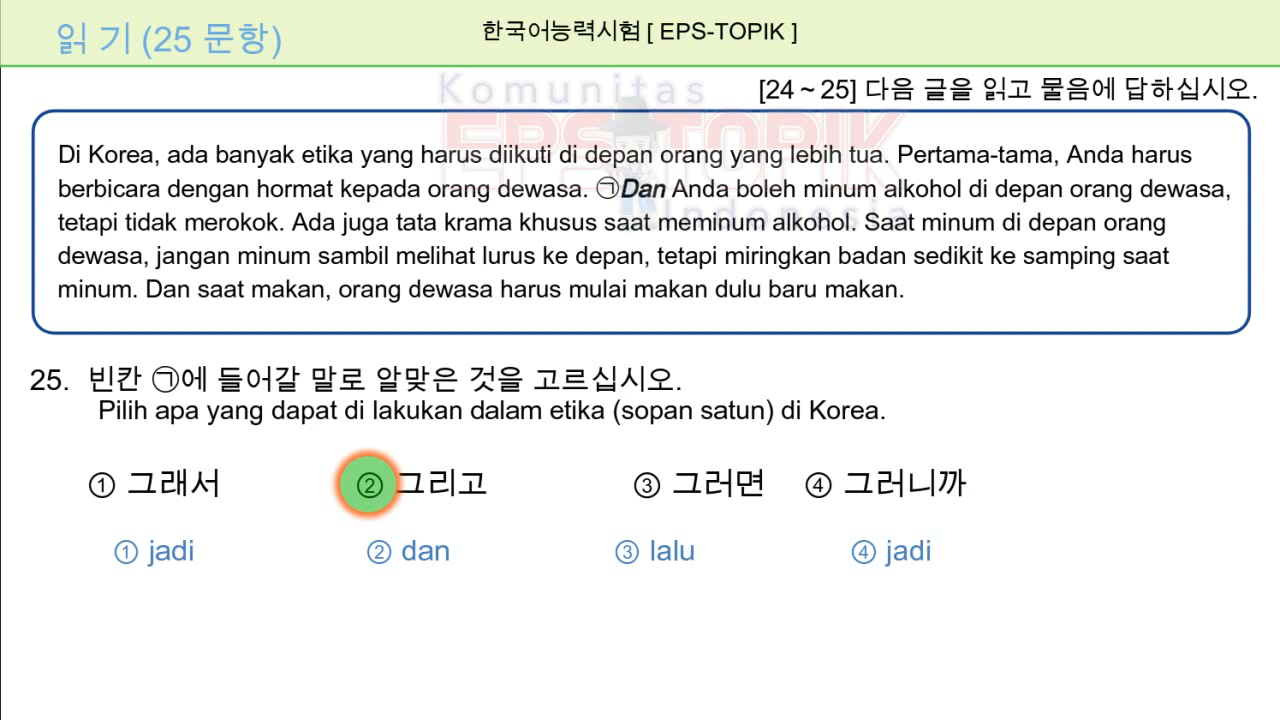 읽 기 (25 문항)
한국어능력시험 [ EPS-TOPIK ]
Komunitas
EPS TOPIK
Indonesia
[24 ~ 25] 다음 글을 읽고 물음에 답하십시오.
Di Korea, ada banyak etika yang harus diikuti di depan orang yang lebih tua. Pertama-tama, Anda harus
berbicara dengan hormat kepada orang dewasa. ㉠Dan Anda boleh minum alkohol di depan orang dewasa,
tetapi tidak merokok. Ada juga tata krama khusus saat meminum alkohol. Saat minum di depan orang
dewasa, jangan minum sambil melihat lurus ke depan, tetapi miringkan badan sedikit ke samping saat
minum. Dan saat makan, orang dewasa harus mulai makan dulu baru makan.
25. 빈칸 ㉠에 들어갈 말로 알맞은 것을 고르십시오.
Pilih apa yang dapat di lakukan dalam etika (sopan satun) di Korea.
① 그래서 ② 그리고 ③ 그러면 ④ 그러니까
① jadi ② dan ③ lalu ④ jadi